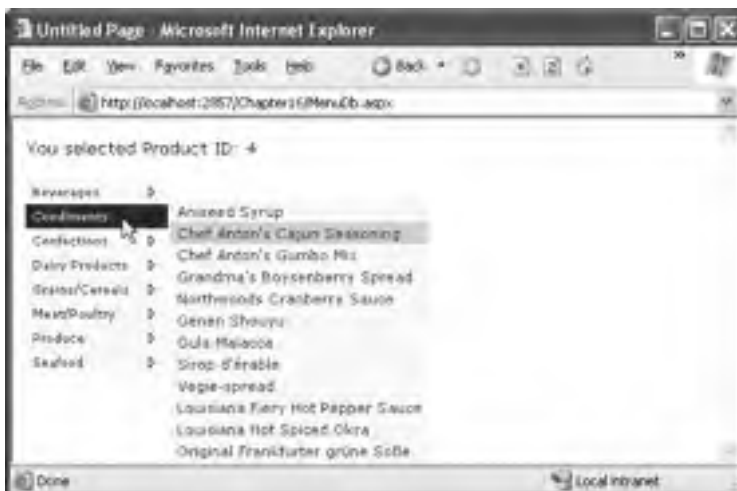 Untitled Page - Microsoft Internet Explorer
File Edit View Favorites Tools Help Back »
Address http://localhost:2857/Chapter16/MenuDb.aspx
You selected Product ID: 4
Beverages
Condiments
Confections
Dairy Products
Grains/Cereals
Meat/Poultry
Produce
Seafood
Aniseed Syrup
Chef Anton's Cajun Seasoning
Chef Anton's Gumbo Mix
Grandma's Boysenberry Spread
Northwoods Cranberry Sauce
Genen Shouyu
Gula Malacca
Sirop d'érable
Vegie-spread
Louisiana Fiery Hot Pepper Sauce
Louisiana Hot Spiced Okra
Original Frankfurter grüne Soße
Done Local intranet